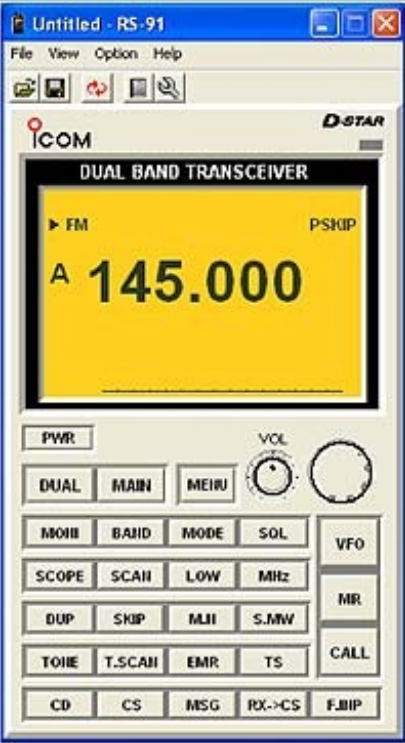 Untitled - RS-91
File View Option Help
ICOM
D-STAR
DUAL BAND TRANSCEIVER
FM PSKIP
A 145.000
PWR VOL
DUAL MAIN MENU
MONI BAND MODE SQL VFO
SCOPE SCAN LOW MHz
MR
DUP SKIP M.N S.MW
TONE T.SCAN EMR TS CALL
CD CS MSG RX->CS F.INP